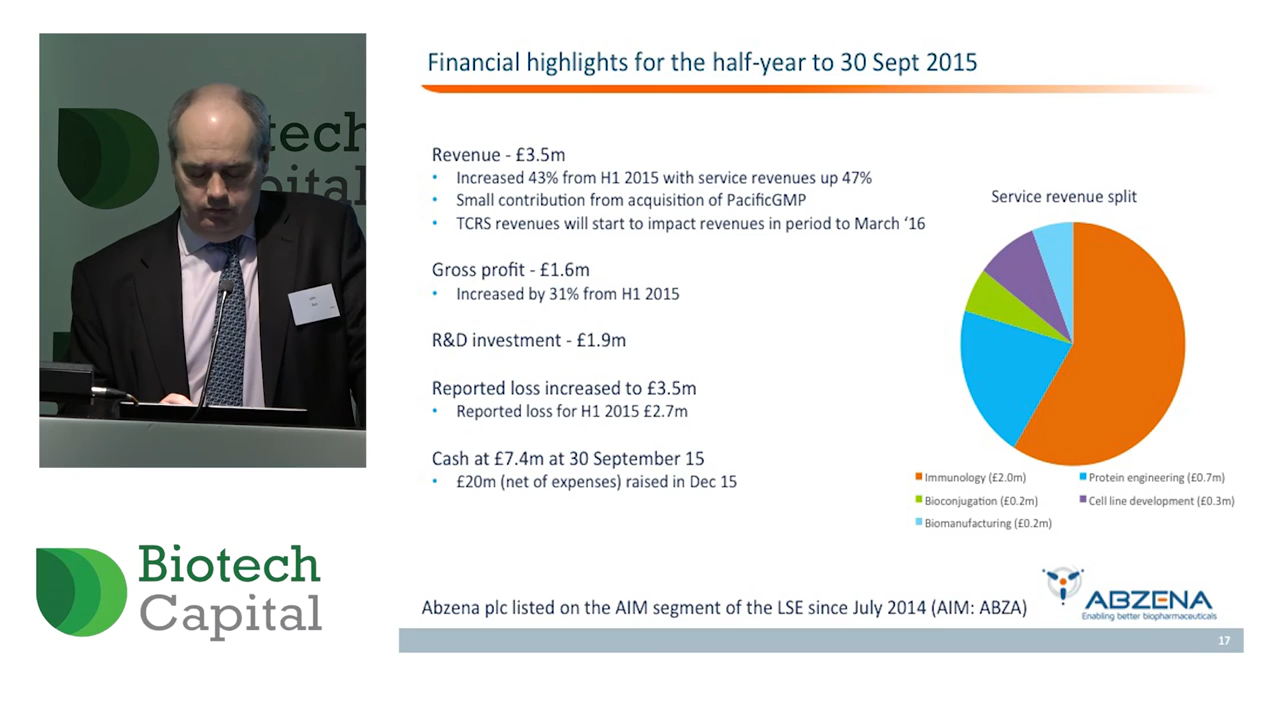 tech
pital
Biotech
Capital
Financial highlights for the half-year to 30 Sept 2015
Revenue - £3.5m
• Increased 43% from H1 2015 with service revenues up 47%
• Small contribution from acquisition of PacificGMP
• TCRS revenues will start to impact revenues in period to March ‘16
Gross profit - £1.6m
• Increased by 31% from H1 2015
R&D investment - £1.9m
Reported loss increased to £3.5m
• Reported loss for H1 2015 £2.7m
Cash at £7.4m at 30 September 15
• £20m (net of expenses) raised in Dec 15
Service revenue split
Immunology (£2.0m)
Protein engineering (£0.7m)
Bioconjugation (£0.2m)
Cell line development (£0.3m)
Biomanufacturing (£0.2m)
Abzena plc listed on the AIM segment of the LSE since July 2014 (AIM: ABZA)
ABZENA
Enabling better biopharmaceuticals
17